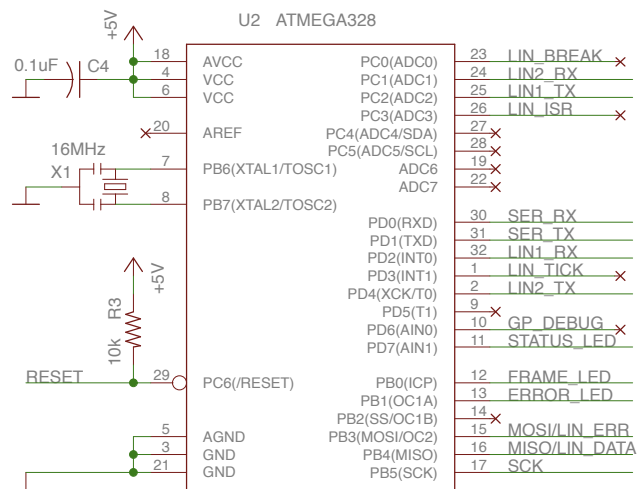 U2 ATMEGA328
+5V
0.1uF
C4
18 AVCC
4 VCC
6 VCC
20 AREF
16MHz
X1
7 PB6(XTAL1/TOSC1)
8 PB7(XTAL2/TOSC2)
+5V
R3
10k
RESET 29 PC6(/RESET)
5 AGND
3 GND
21 GND
PC0(ADC0) 23 LIN_BREAK
PC1(ADC1) 24 LIN2_RX
PC2(ADC2) 25 LIN1_TX
PC3(ADC3) 26 LIN_ISR
PC4(ADC4/SDA) 27
PC5(ADC5/SCL) 28
ADC6 19
ADC7 22
PD0(RXD) 30 SER_RX
PD1(TXD) 31 SER_TX
PD2(INT0) 32 LIN1_RX
PD3(INT1) 1 LIN_TICK
PD4(XCK/T0) 2 LIN2_TX
PD5(T1) 9
PD6(AIN0) 10 GP_DEBUG
PD7(AIN1) 11 STATUS_LED
PB0(ICP) 12 FRAME_LED
PB1(OC1A) 13 ERROR_LED
PB2(SS/OC1B) 14
PB3(MOSI/OC2) 15 MOSI/LIN_ERR
PB4(MISO) 16 MISO/LIN_DATA
PB5(SCK) 17 SCK